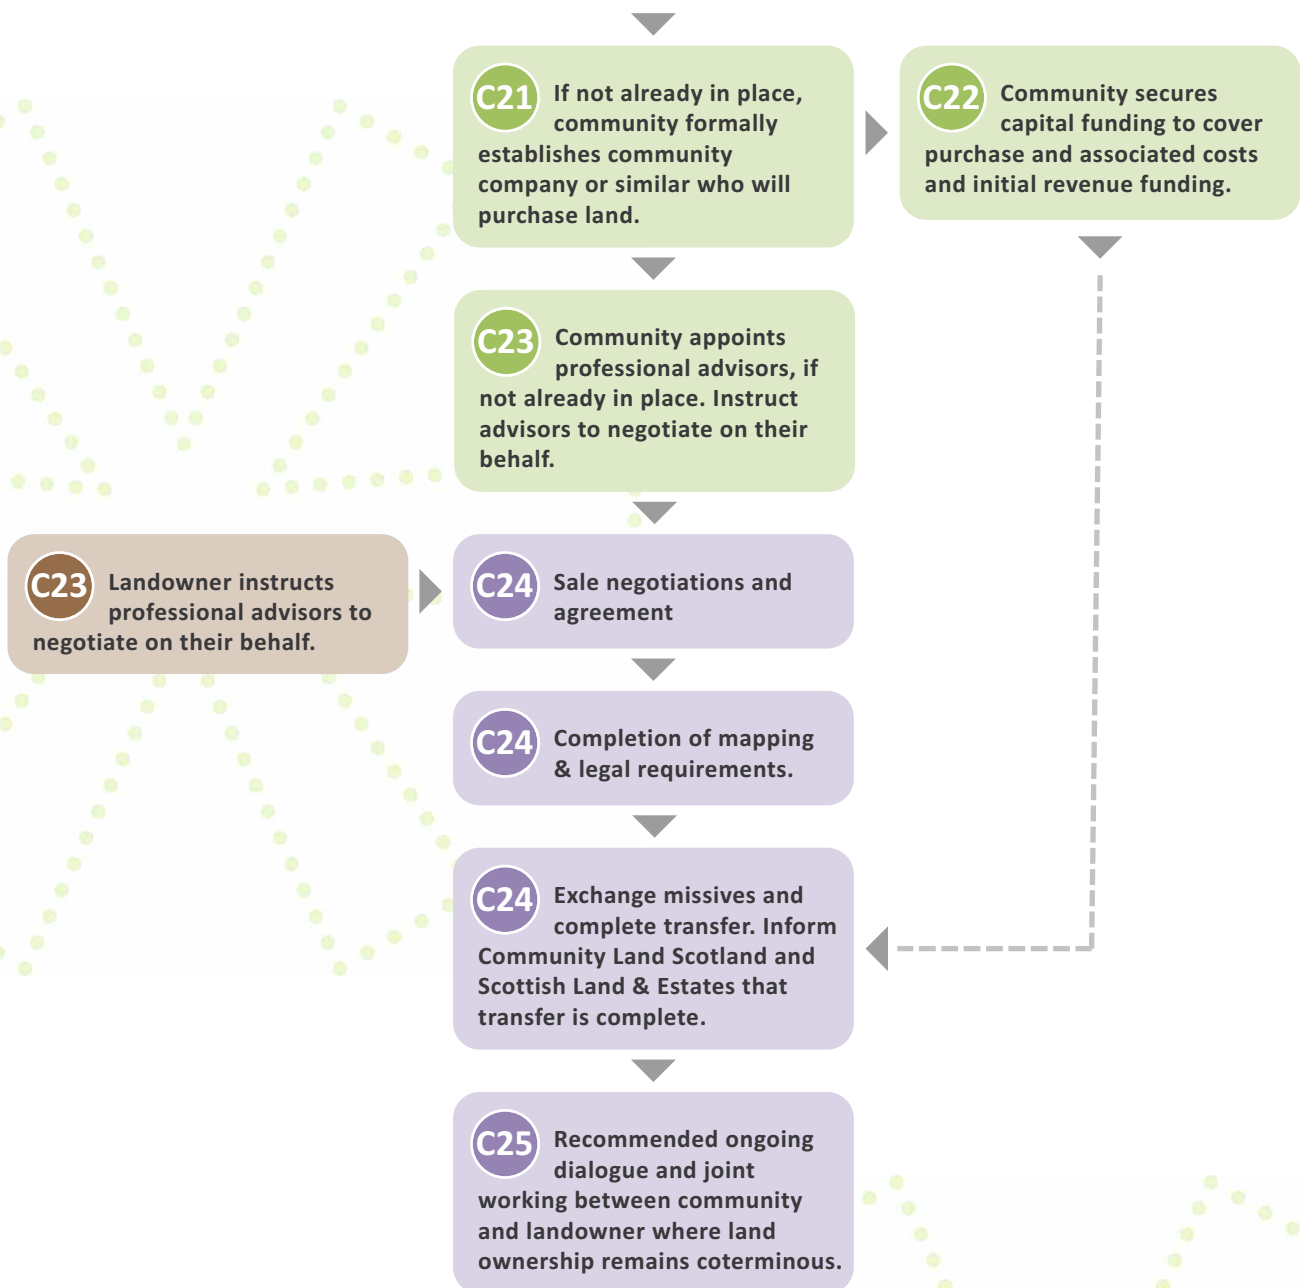 C21 If not already in place,
community formally
establishes community
company or similar who will
purchase land.
C22 Community secures
capital funding to cover
purchase and associated costs
and initial revenue funding.
C23 Community appoints
professional advisors, if
not already in place. Instruct
advisors to negotiate on their
behalf.
C23 Landowner instructs
professional advisors to
negotiate on their behalf.
C24 Sale negotiations and
agreement
C24 Completion of mapping
& legal requirements.
C24 Exchange missives and
complete transfer. Inform
Community Land Scotland and
Scottish Land & Estates that
transfer is complete.
C25 Recommended ongoing
dialogue and joint
working between community
and landowner where land
ownership remains coterminous.